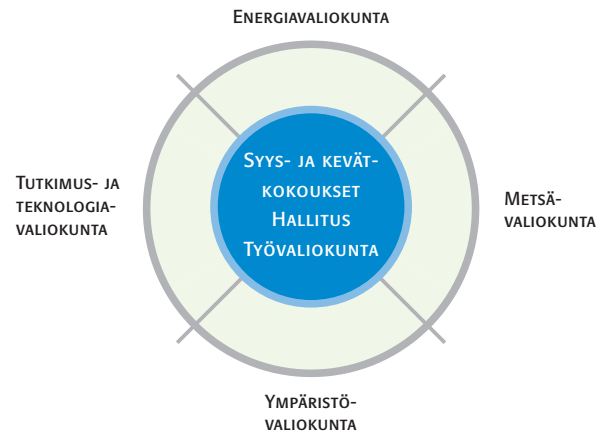 Energiavaliokunta
Syys- ja kevät-
kokoukset
Hallitus
Työvaliokunta
Tutkimus- ja
teknologia-
valiokunta
Metsä-
valiokunta
Ympäristö-
valiokunta